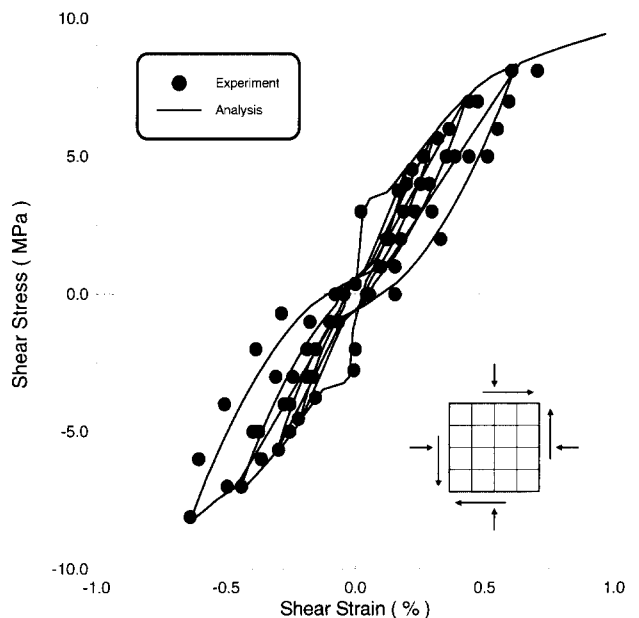 10.0
Experiment
Analysis
5.0
Shear Stress ( MPa )
0.0
-5.0
-10.0
-1.0 -0.5 0.0 0.5 1.0
Shear Strain ( % )